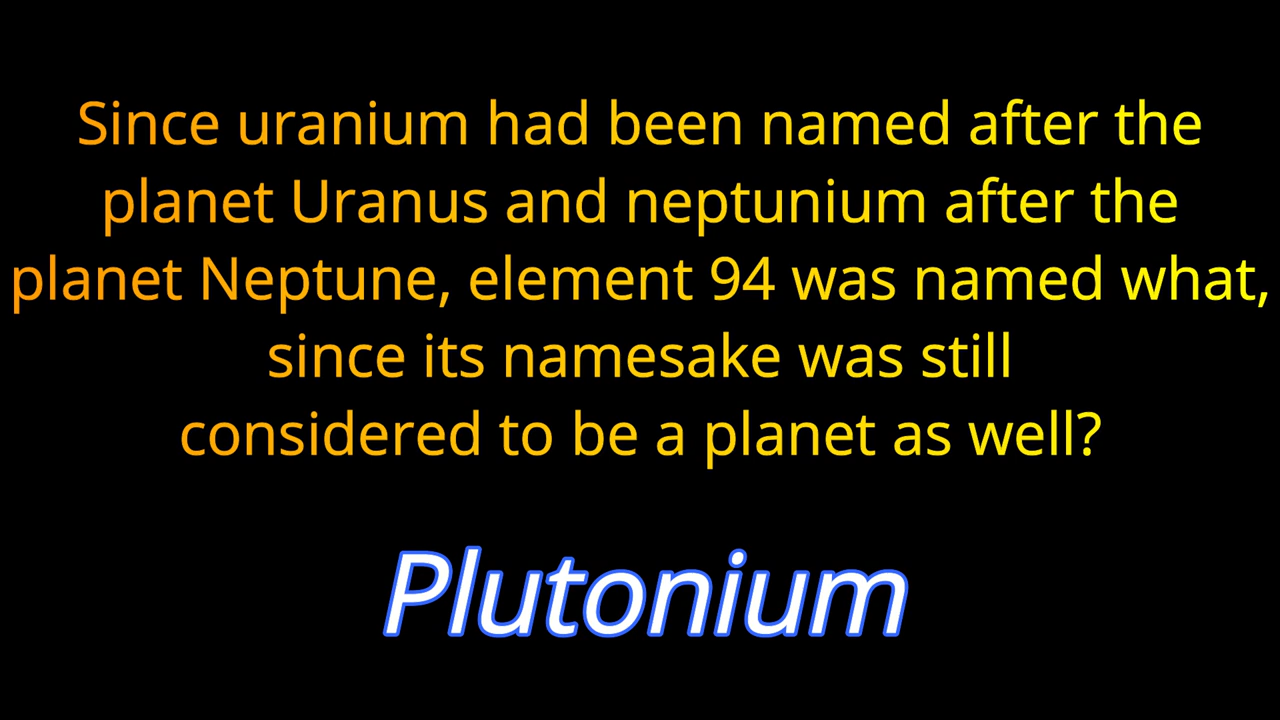 Since uranium had been named after the
planet Uranus and neptunium after the
planet Neptune, element 94 was named what,
since its namesake was still
considered to be a planet as well?
Plutonium